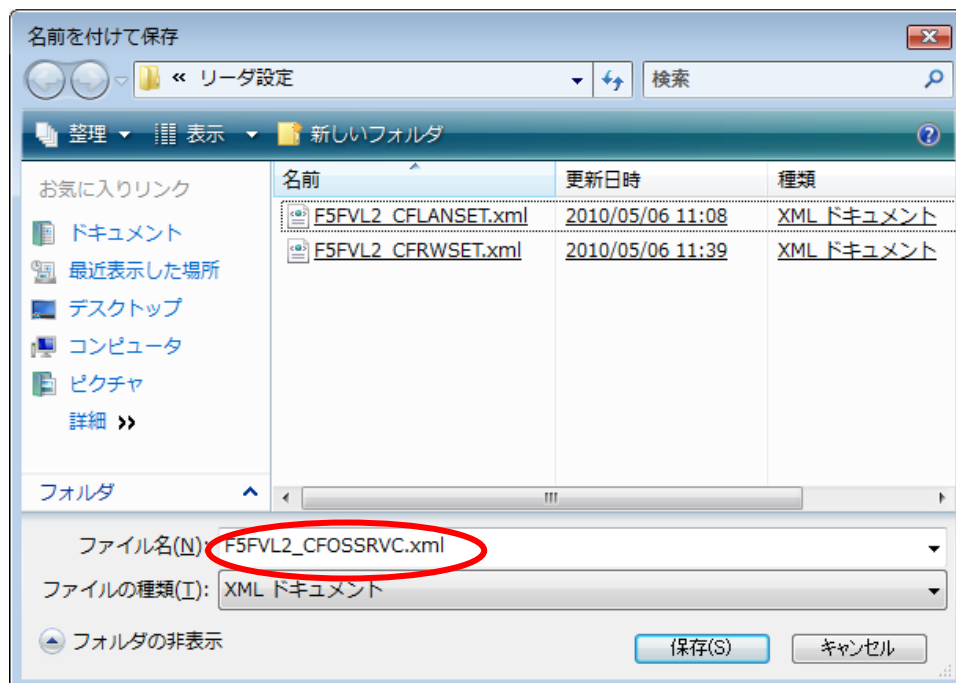 名前を付けて保存
« リーダ設定
検索
整理 表示 新しいフォルダ
お気に入りリンク
ドキュメント
最近表示した場所
デスクトップ
コンピュータ
ピクチャ
詳細 »
フォルダ
名前 更新日時 種類
F5FVL2_CFLANSET.xml 2010/05/06 11:08 XML ドキュメント
F5FVL2_CFRWSET.xml 2010/05/06 11:39 XML ドキュメント
ファイル名(N): F5FVL2_CFOSSRVC.xml
ファイルの種類(T): XML ドキュメント
フォルダの非表示
保存(S) キャンセル